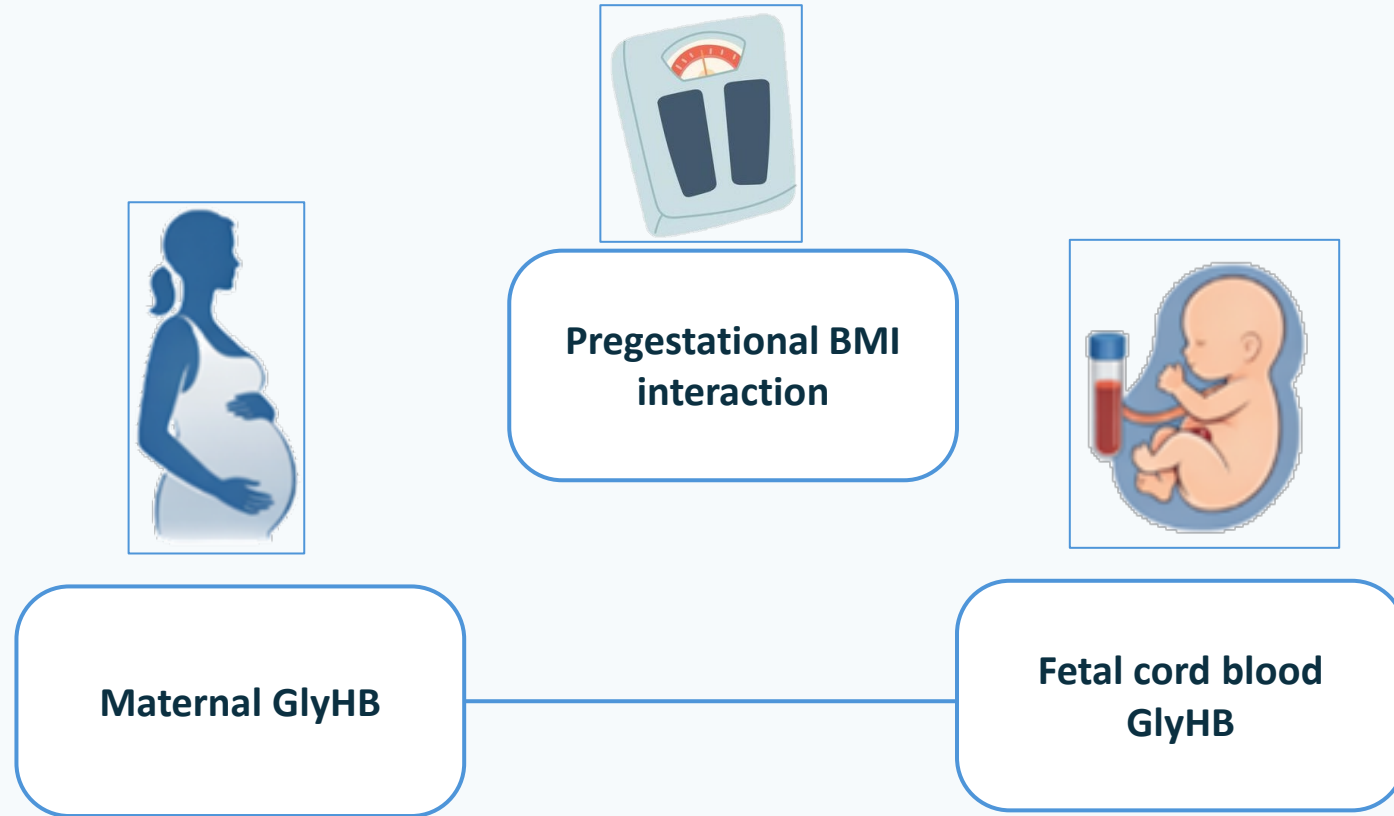 Pregestational BMI
interaction
Maternal GlyHB
Fetal cord blood
GlyHB